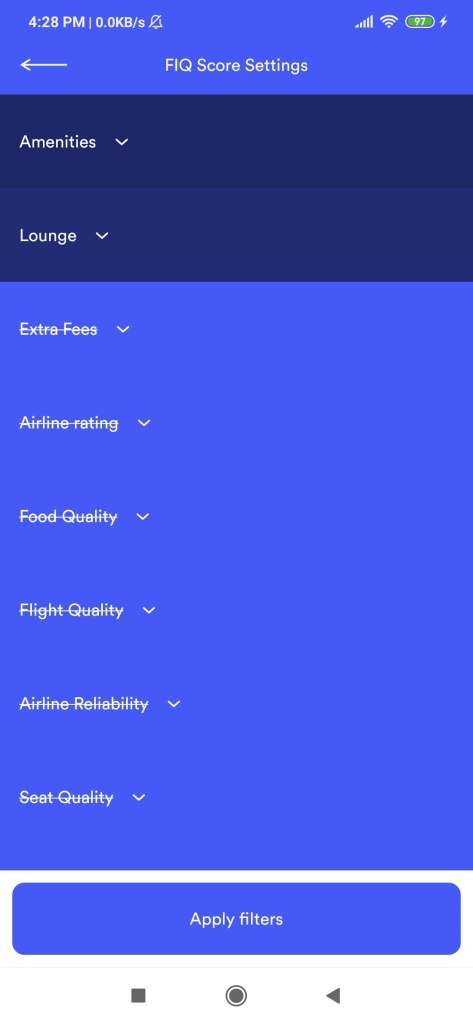 4:28 PM | 0.0KB/s
97
FIQ Score Settings
Amenities
Lounge
Extra Fees
Airline rating
Food Quality
Flight Quality
Airline Reliability
Seat Quality
Apply filters